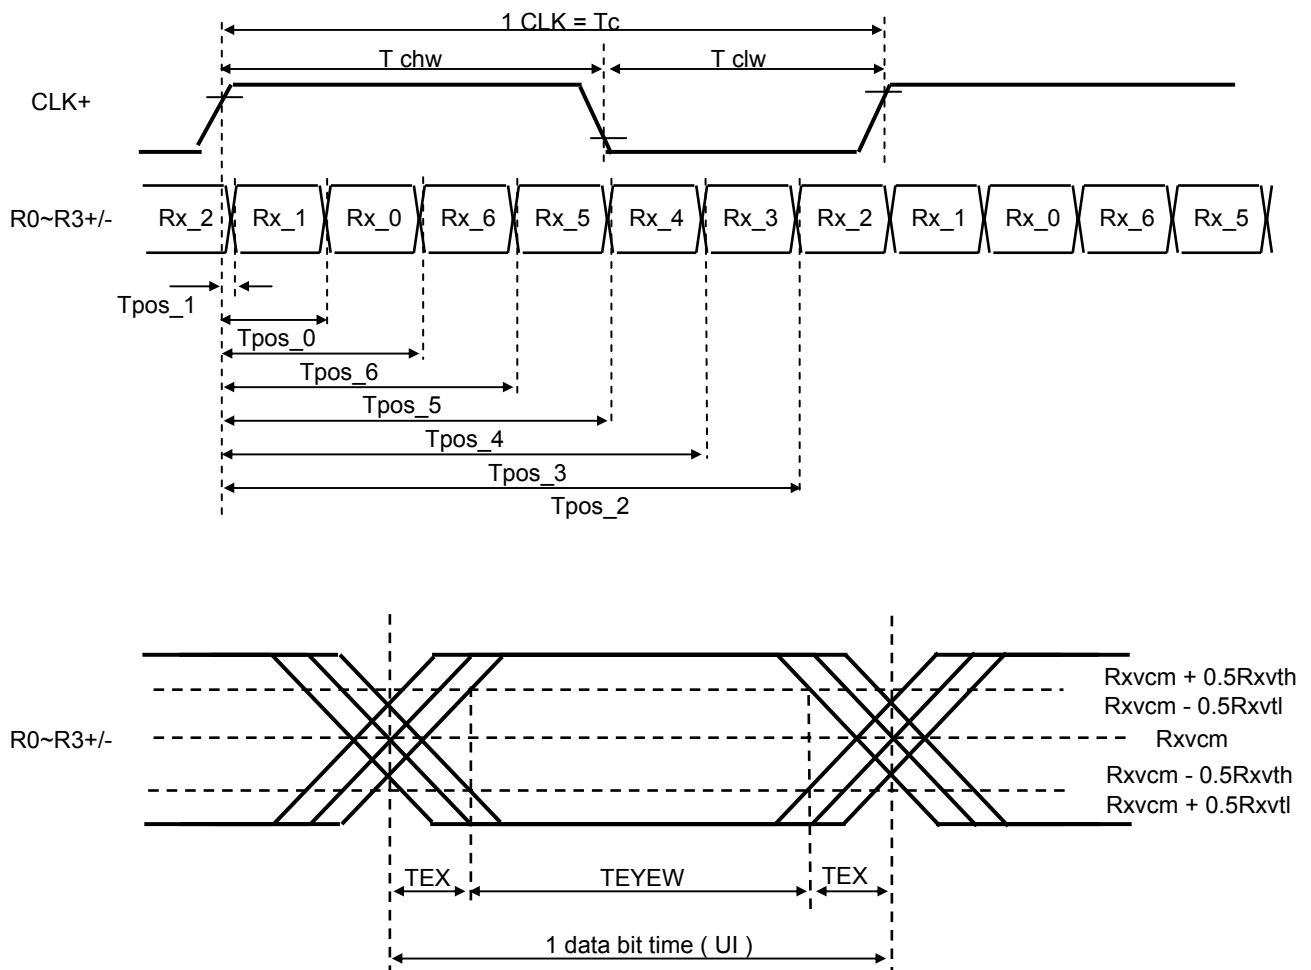 1 CLK = Tc
T chw
T clw
CLK+
R0~R3+/-
Rx_2
Rx_1
Rx_0
Rx_6
Rx_5
Rx_4
Rx_3
Rx_2
Rx_1
Rx_0
Rx_6
Rx_5
Tpos_1
Tpos_0
Tpos_6
Tpos_5
Tpos_4
Tpos_3
Tpos_2
Rxvcm + 0.5Rxvth
Rxvcm - 0.5Rxvtl
R0~R3+/-
Rxvcm
Rxvcm - 0.5Rxvth
Rxvcm + 0.5Rxvtl
TEX
TEYEW
TEX
1 data bit time ( UI )